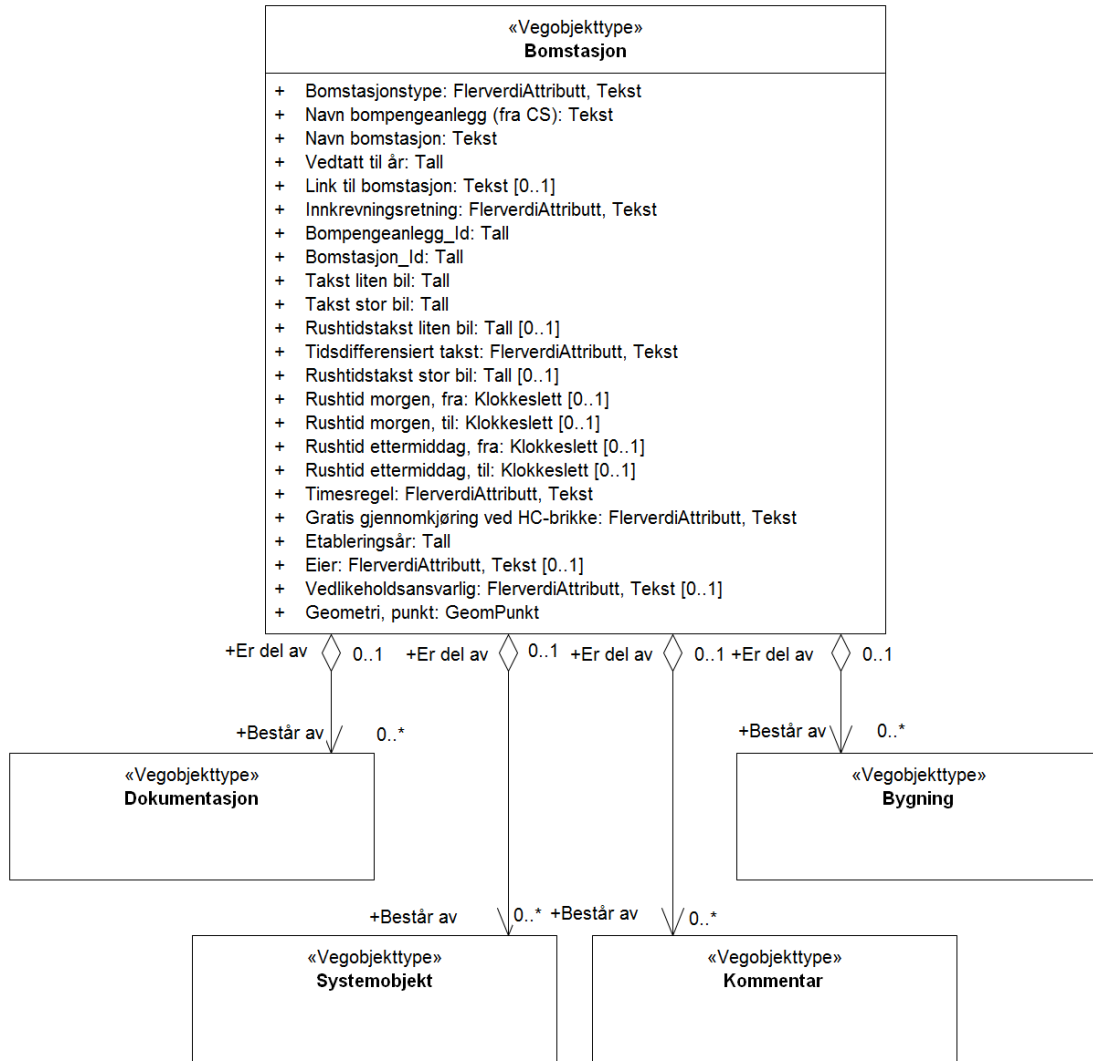 «Vegobjekttype»
Bomstasjon
+ Bomstasjonstype: FlerverdiAttributt, Tekst
+ Navn bompengeanlegg (fra CS): Tekst
+ Navn bomstasjon: Tekst
+ Vedtatt til år: Tall
+ Link til bomstasjon: Tekst [0..1]
+ Innkrevningsretning: FlerverdiAttributt, Tekst
+ Bompengeanlegg_Id: Tall
+ Bomstasjon_Id: Tall
+ Takst liten bil: Tall
+ Takst stor bil: Tall
+ Rushtidstakst liten bil: Tall [0..1]
+ Tidsdifferensiert takst: FlerverdiAttributt, Tekst
+ Rushtidstakst stor bil: Tall [0..1]
+ Rushtid morgen, fra: Klokkeslett [0..1]
+ Rushtid morgen, til: Klokkeslett [0..1]
+ Rushtid ettermiddag, fra: Klokkeslett [0..1]
+ Rushtid ettermiddag, til: Klokkeslett [0..1]
+ Timesregel: FlerverdiAttributt, Tekst
+ Gratis gjennomkjøring ved HC-brikke: FlerverdiAttributt, Tekst
+ Etableringsår: Tall
+ Eier: FlerverdiAttributt, Tekst [0..1]
+ Vedlikeholdsansvarlig: FlerverdiAttributt, Tekst [0..1]
+ Geometri, punkt: GeomPunkt
+Er del av 0..1 +Er del av 0..1 +Er del av 0..1 +Er del av 0..1
+Består av 0..* +Består av 0..*
«Vegobjekttype»
Dokumentasjon
«Vegobjekttype»
Bygning
+Består av 0..* +Består av 0..*
«Vegobjekttype»
Systemobjekt
«Vegobjekttype»
Kommentar